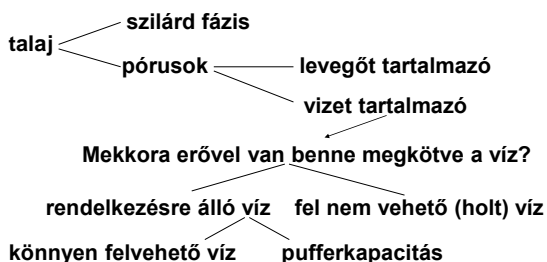 szilárd fázis
talaj
pórusok
levegőt tartalmazó
vizet tartalmazó
Mekkora erővel van benne megkötve a víz?
rendelkezésre álló víz
fel nem vehető (holt) víz
könnyen felvehető víz
pufferkapacitás